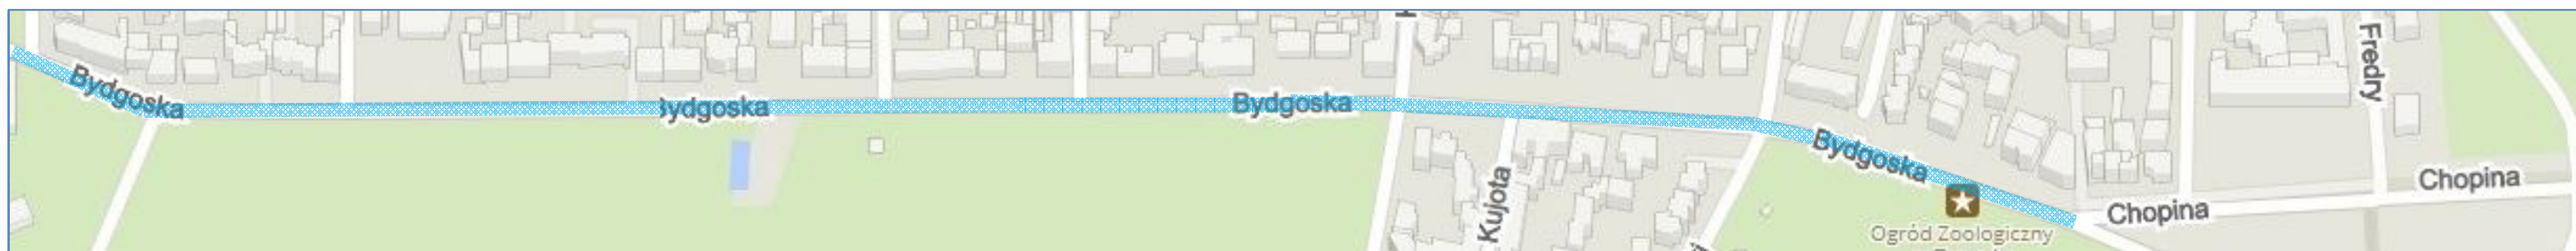 Bydgoska
ydgoska
Bydgoska
Kujota
Bydgoska
Ogród Zoologiczny
Chopina
Fredry
Chopina